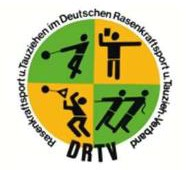 Rasenkraftsport u. Tauziehen im Deutschen Rasenkraftsport u. Tauzieh-Verband
DRTV